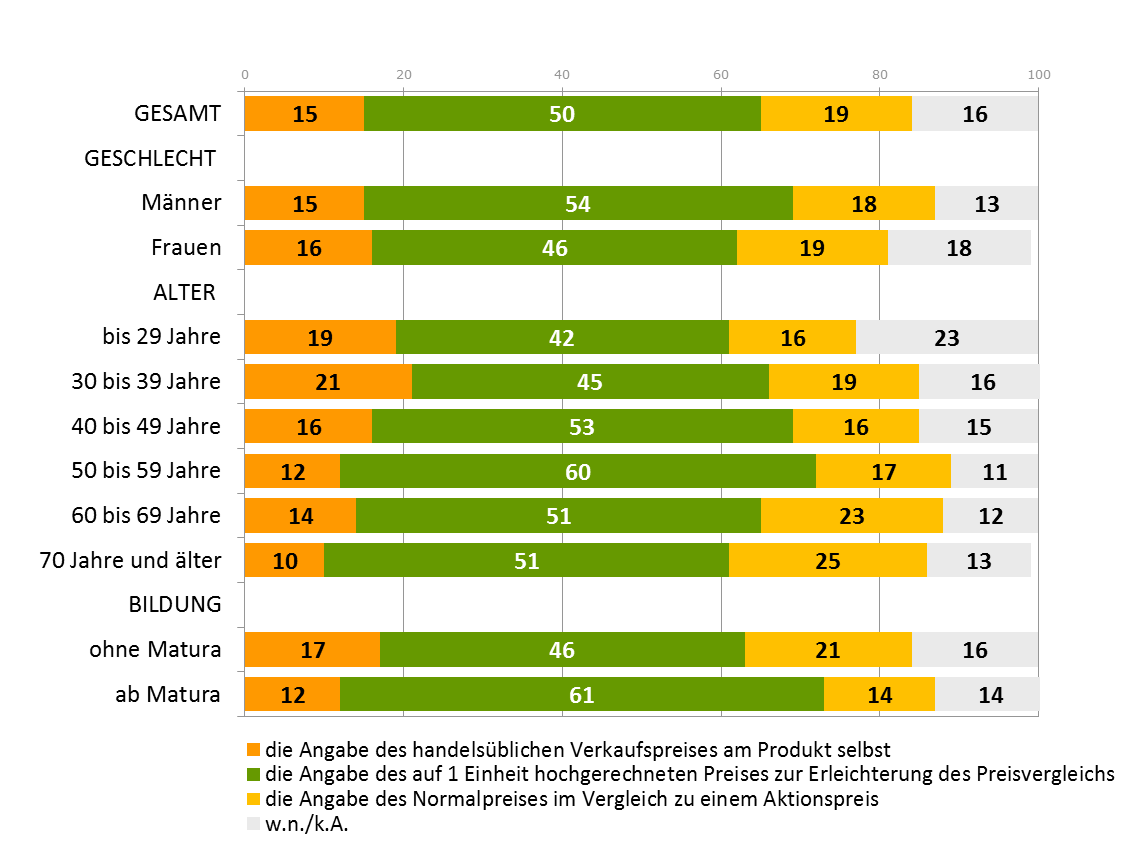 0 20 40 60 80 100
GESAMT 15 50 19 16
GESCHLECHT
Männer 15 54 18 13
Frauen 16 46 19 18
ALTER
bis 29 Jahre 19 42 16 23
30 bis 39 Jahre 21 45 19 16
40 bis 49 Jahre 16 53 16 15
50 bis 59 Jahre 12 60 17 11
60 bis 69 Jahre 14 51 23 12
70 Jahre und älter 10 51 25 13
BILDUNG
ohne Matura 17 46 21 16
ab Matura 12 61 14 14
die Angabe des handelsüblichen Verkaufspreises am Produkt selbst
die Angabe des auf 1 Einheit hochgerechneten Preises zur Erleichterung des Preisvergleichs
die Angabe des Normalpreises im Vergleich zu einem Aktionspreis
w.n./k.A.